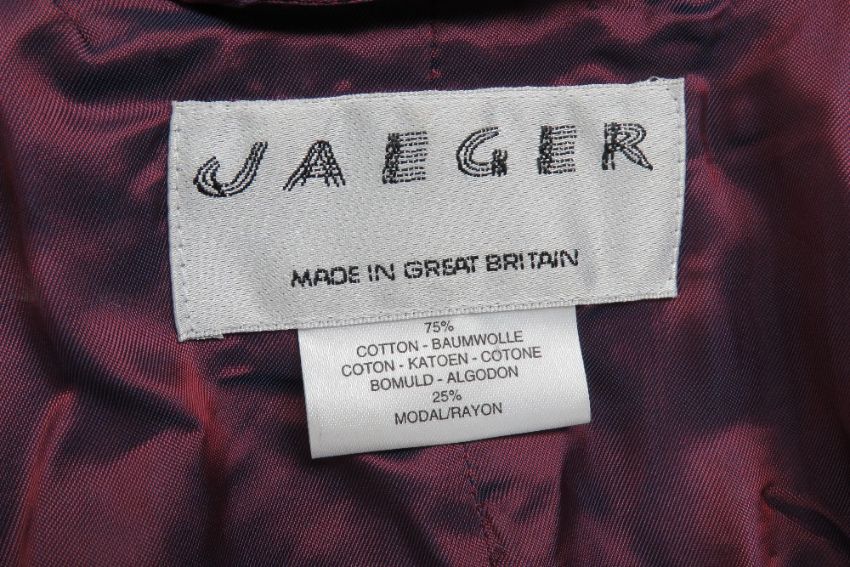 JAEGER
MADE IN GREAT BRITAIN
75%
COTTON - BAUMWOLLE
COTON - KATOEN - COTONE
BOMULD - ALGODON
25%
MODAL/RAYON